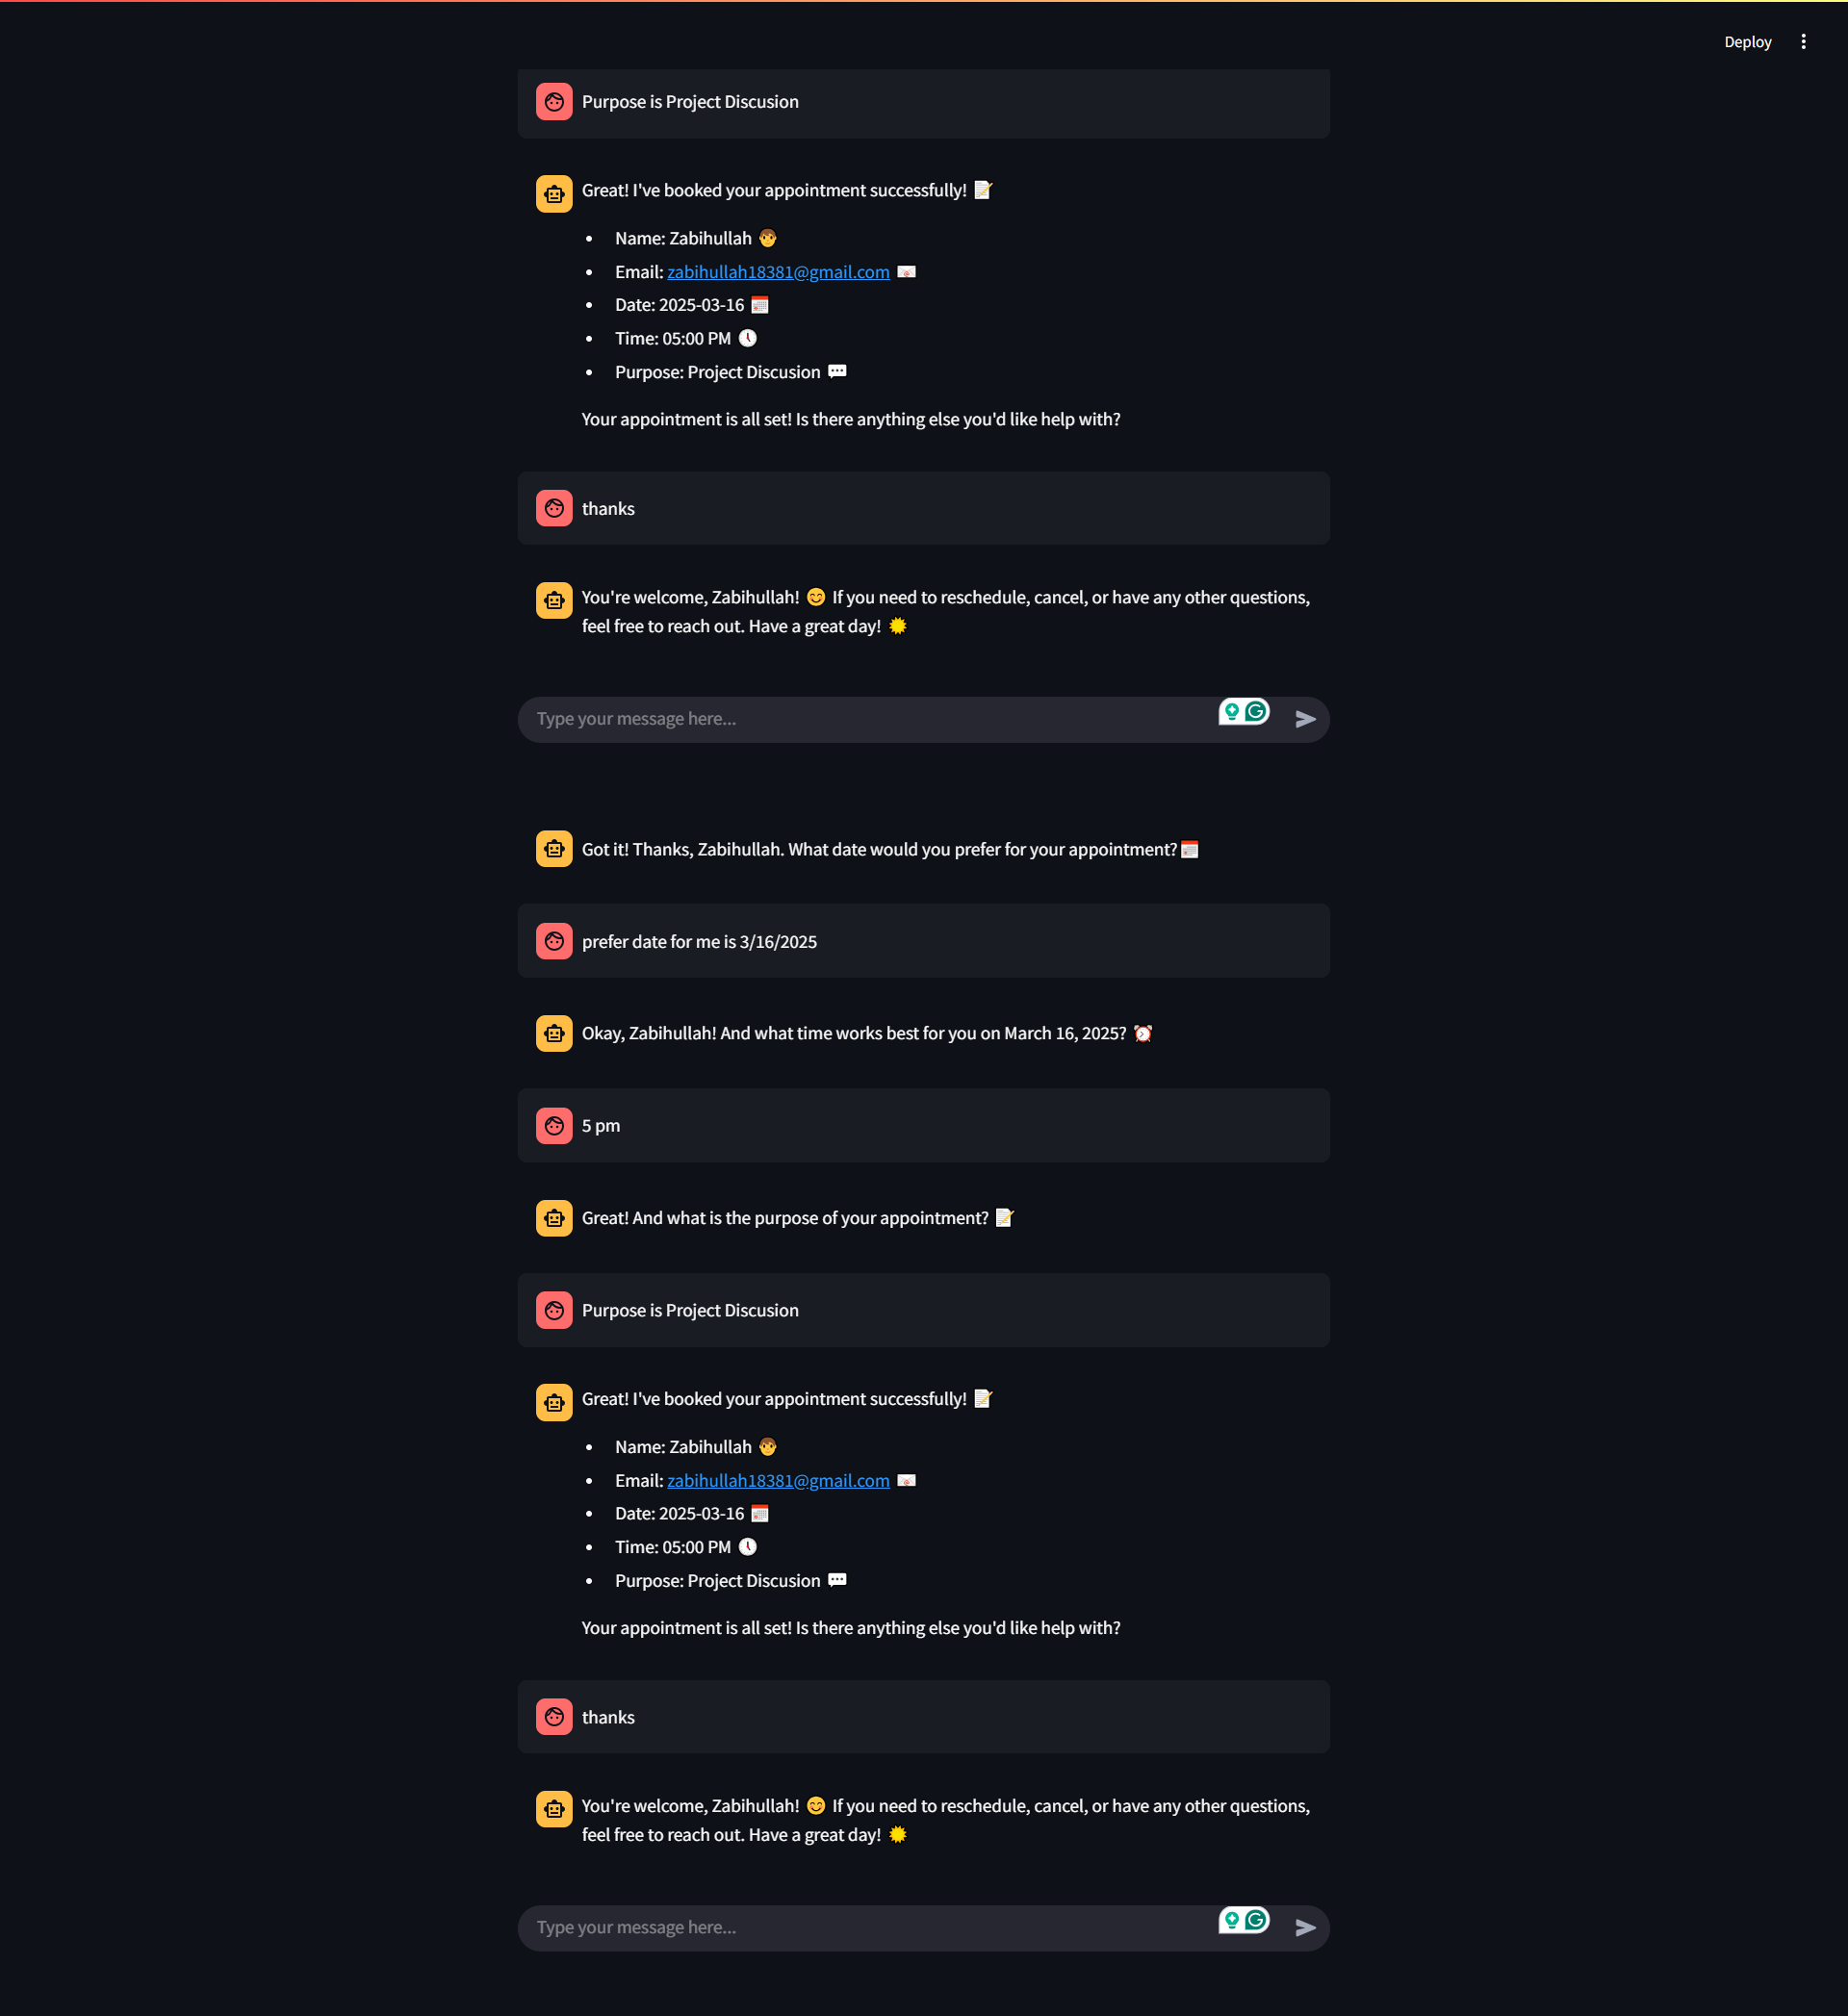 Deploy
Purpose is Project Discusion
Great! I've booked your appointment successfully! 📝
• Name: Zabihullah 👨
• Email: zabihullah18381@gmail.com 📧
• Date: 2025-03-16 📅
• Time: 05:00 PM 🕔
• Purpose: Project Discusion 💬
Your appointment is all set! Is there anything else you'd like help with?
thanks
You're welcome, Zabihullah! 😊 If you need to reschedule, cancel, or have any other questions,
feel free to reach out. Have a great day! ☀️
Type your message here...
Got it! Thanks, Zabihullah. What date would you prefer for your appointment?📅
prefer date for me is 3/16/2025
Okay, Zabihullah! And what time works best for you on March 16, 2025? ⏰
5 pm
Great! And what is the purpose of your appointment? 📝
Purpose is Project Discusion
Great! I've booked your appointment successfully! 📝
• Name: Zabihullah 👨
• Email: zabihullah18381@gmail.com 📧
• Date: 2025-03-16 📅
• Time: 05:00 PM 🕔
• Purpose: Project Discusion 💬
Your appointment is all set! Is there anything else you'd like help with?
thanks
You're welcome, Zabihullah! 😊 If you need to reschedule, cancel, or have any other questions,
feel free to reach out. Have a great day! ☀️
Type your message here...